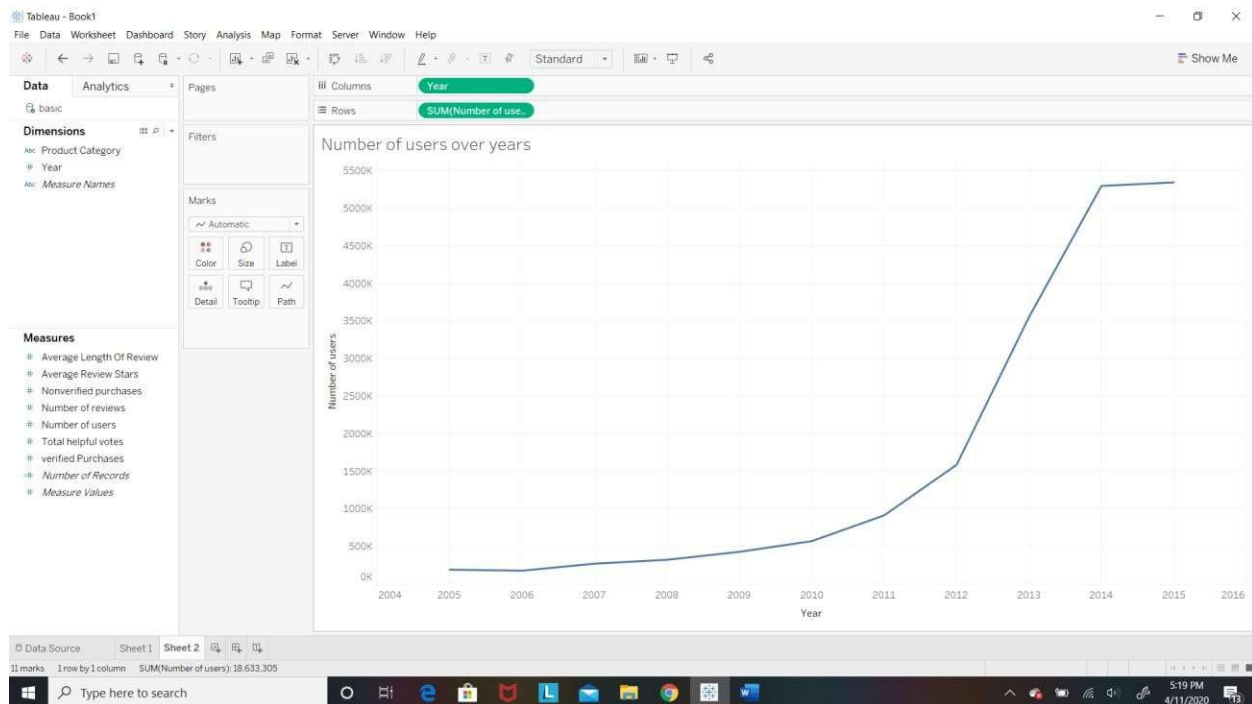 Tableau - Book1
File Data Worksheet Dashboard Story Analysis Map Format Server Window Help
Standard
Show Me
Data Analytics
Pages
Columns
Year
basic
Rows
SUM(Number of use..
Dimensions
Abc Product Category
# Year
Abc Measure Names
Filters
Marks
Automatic
Color Size Label
Detail Tooltip Path
Measures
# Average Length Of Review
# Average Review Stars
# Nonverified purchases
# Number of reviews
# Number of users
# Total helpful votes
# verified Purchases
=# Number of Records
# Measure Values
Number of users over years
5500K
5000K
4500K
4000K
3500K
3000K
2500K
2000K
1500K
1000K
500K
0K
Number of users
2004 2005 2006 2007 2008 2009 2010 2011 2012 2013 2014 2015 2016
Year
Data Source Sheet 1 Sheet 2
11 marks 1 row by 1 column SUM(Number of users): 18,633,305
Type here to search
5:19 PM
4/11/2020
13